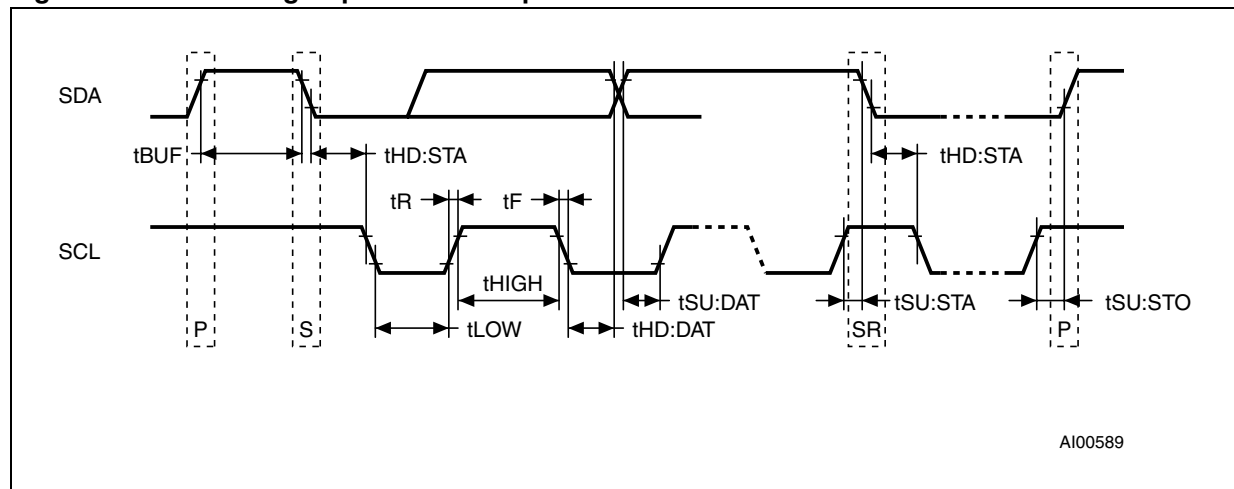 SDA
tBUF
tHD:STA
tHD:STA
tR
tF
SCL
tHIGH
tSU:DAT
tSU:STA
tSU:STO
P
S
tLOW
tHD:DAT
SR
P
AI00589